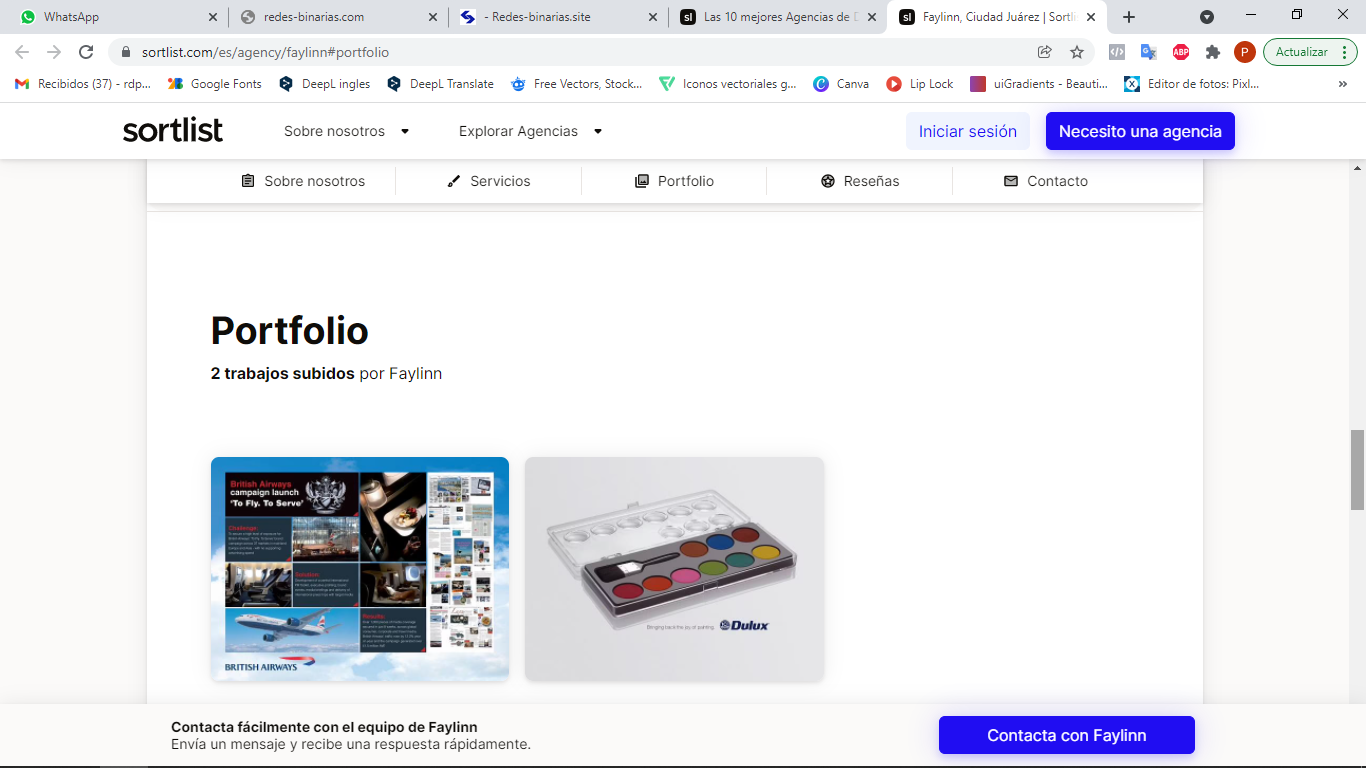 WhatsApp
redes-binarias.com
- Redes-binarias.site
Las 10 mejores Agencias de D
Faylinn, Ciudad Juárez | Sortli
sortlist.com/es/agency/faylinn#portfolio
ABP
P
Actualizar
Recibidos (37) - rdp...
Google Fonts
DeepL ingles
DeepL Translate
Free Vectors, Stock...
Iconos vectoriales g...
Canva
Lip Lock
uiGradients - Beauti...
Editor de fotos: Pixl...
»
sortlist
Sobre nosotros
Explorar Agencias
Iniciar sesión
Necesito una agencia
Sobre nosotros
Servicios
Portfolio
Reseñas
Contacto
Portfolio
2 trabajos subidos por Faylinn
British Airways
campaign launch
'To Fly. To Serve'
Challenge:
Solution:
Results:
BRITISH AIRWAYS
Bringing back the joy of painting.
Dulux
Contacta fácilmente con el equipo de Faylinn
Envía un mensaje y recibe una respuesta rápidamente.
Contacta con Faylinn